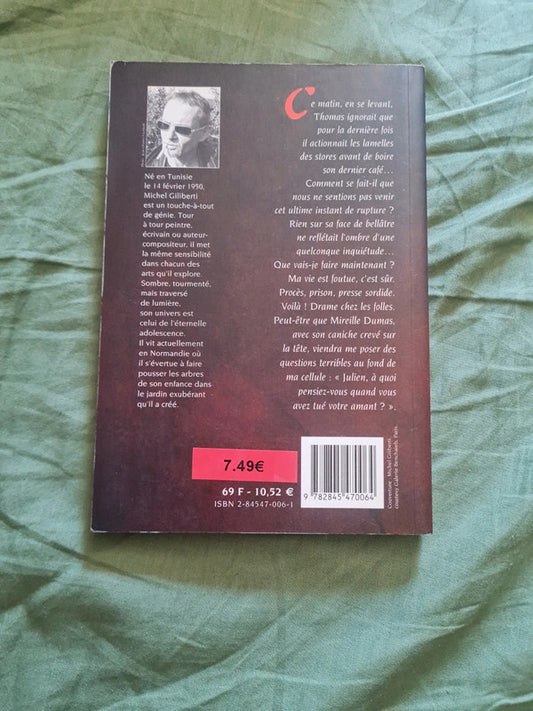 Né en Tunisie
le 14 février 1950,
Michel Giliberti
est un touche-à-tout
de génie. Tour
à tour peintre,
écrivain ou auteur-
compositeur, il met
la même sensibilité
dans chacun des
arts qu'il explore.
Sombre, tourmenté,
mais traversé
de lumière,
son univers est
celui de l'éternelle
adolescence.
Il vit actuellement
en Normandie où
il s'évertue à faire
pousser les arbres
de son enfance dans
le jardin exubérant
qu'il a créé.
Ce matin, en se levant,
Thomas ignorait que
pour la dernière fois
il actionnait les lamelles
des stores avant de boire
son dernier café...
Comment se fait-il que
nous ne sentions pas venir
cet ultime instant de rupture ?
Rien sur sa face de bellâtre
ne reflétait l'ombre d'une
quelconque inquiétude...
Que vais-je faire maintenant ?
Ma vie est foutue, c'est sûr.
Procès, prison, presse sordide.
Voilà ! Drame chez les folles.
Peut-être que Mireille Dumas,
avec son caniche crevé sur
la tête, viendra me poser des
questions terribles au fond de
ma cellule : « Julien, à quoi
pensiez-vous quand vous
avez tué votre amant ? ».
7.49€
69 F - 10,52 €
ISBN 2-84547-006-1
9 782845 470064
Couverture : Michel Giliberti
courtesy Galerie Benchaïeb, Paris